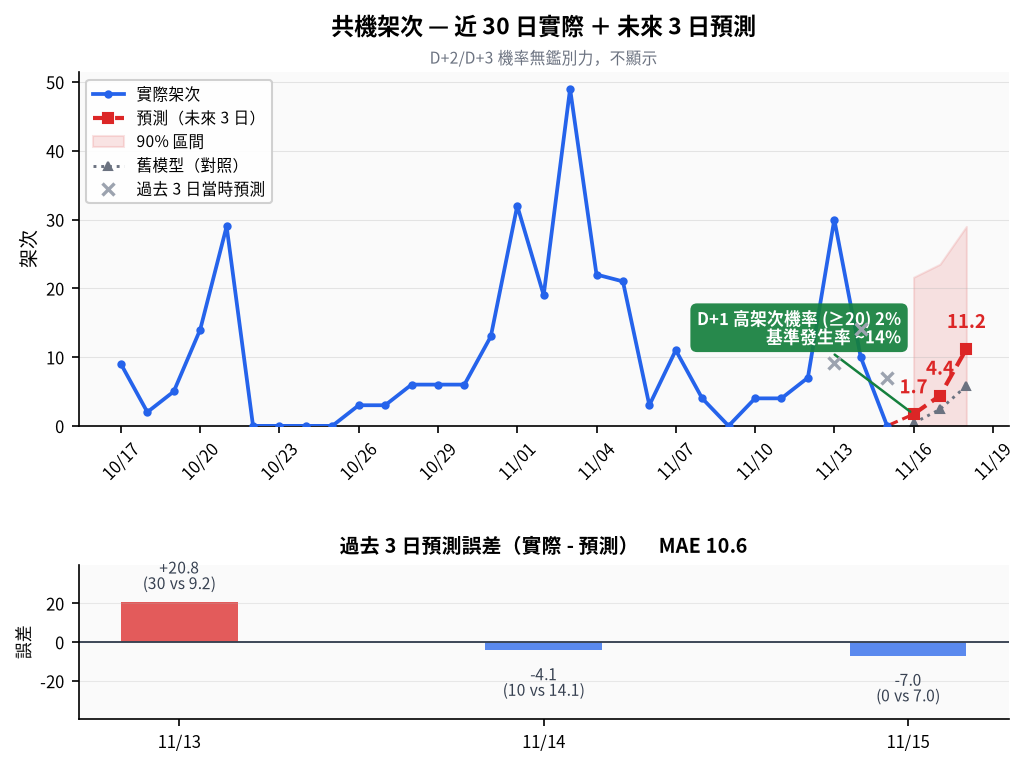 共機架次 — 近 30 日實際 ＋ 未來 3 日預測
D+2/D+3 機率無鑑別力，不顯示
架次
50
40
30
20
10
0
實際架次
預測（未來 3 日）
90% 區間
舊模型（對照）
過去 3 日當時預測
D+1 高架次機率 (≥20) 2%
基準發生率 ~14%
1.7
4.4
11.2
10/17
10/20
10/23
10/26
10/29
11/01
11/04
11/07
11/10
11/13
11/16
11/19
過去 3 日預測誤差（實際 - 預測） MAE 10.6
誤差
20
0
-20
+20.8
(30 vs 9.2)
-4.1
(10 vs 14.1)
-7.0
(0 vs 7.0)
11/13
11/14
11/15